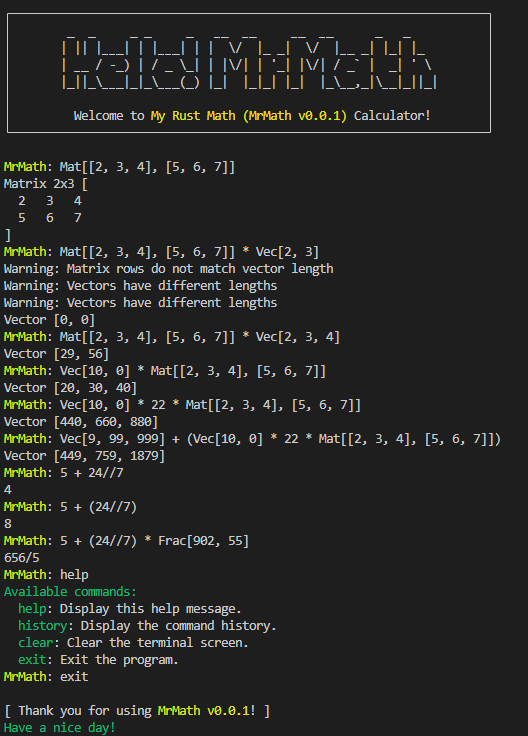 Hello! MrMath
Welcome to My Rust Math (MrMath v0.0.1) Calculator!
MrMath: Mat[[2, 3, 4], [5, 6, 7]]
Matrix 2x3 [
  2   3   4
  5   6   7
]
MrMath: Mat[[2, 3, 4], [5, 6, 7]] * Vec[2, 3]
Warning: Matrix rows do not match vector length
Warning: Vectors have different lengths
Warning: Vectors have different lengths
Vector [0, 0]
MrMath: Mat[[2, 3, 4], [5, 6, 7]] * Vec[2, 3, 4]
Vector [29, 56]
MrMath: Vec[10, 0] * Mat[[2, 3, 4], [5, 6, 7]]
Vector [20, 30, 40]
MrMath: Vec[10, 0] * 22 * Mat[[2, 3, 4], [5, 6, 7]]
Vector [440, 660, 880]
MrMath: Vec[9, 99, 999] + (Vec[10, 0] * 22 * Mat[[2, 3, 4], [5, 6, 7]])
Vector [449, 759, 1879]
MrMath: 5 + 24//7
4
MrMath: 5 + (24//7)
8
MrMath: 5 + (24//7) * Frac[902, 55]
656/5
MrMath: help
Available commands:
  help: Display this help message.
  history: Display the command history.
  clear: Clear the terminal screen.
  exit: Exit the program.
MrMath: exit
[ Thank you for using MrMath v0.0.1! ]
Have a nice day!